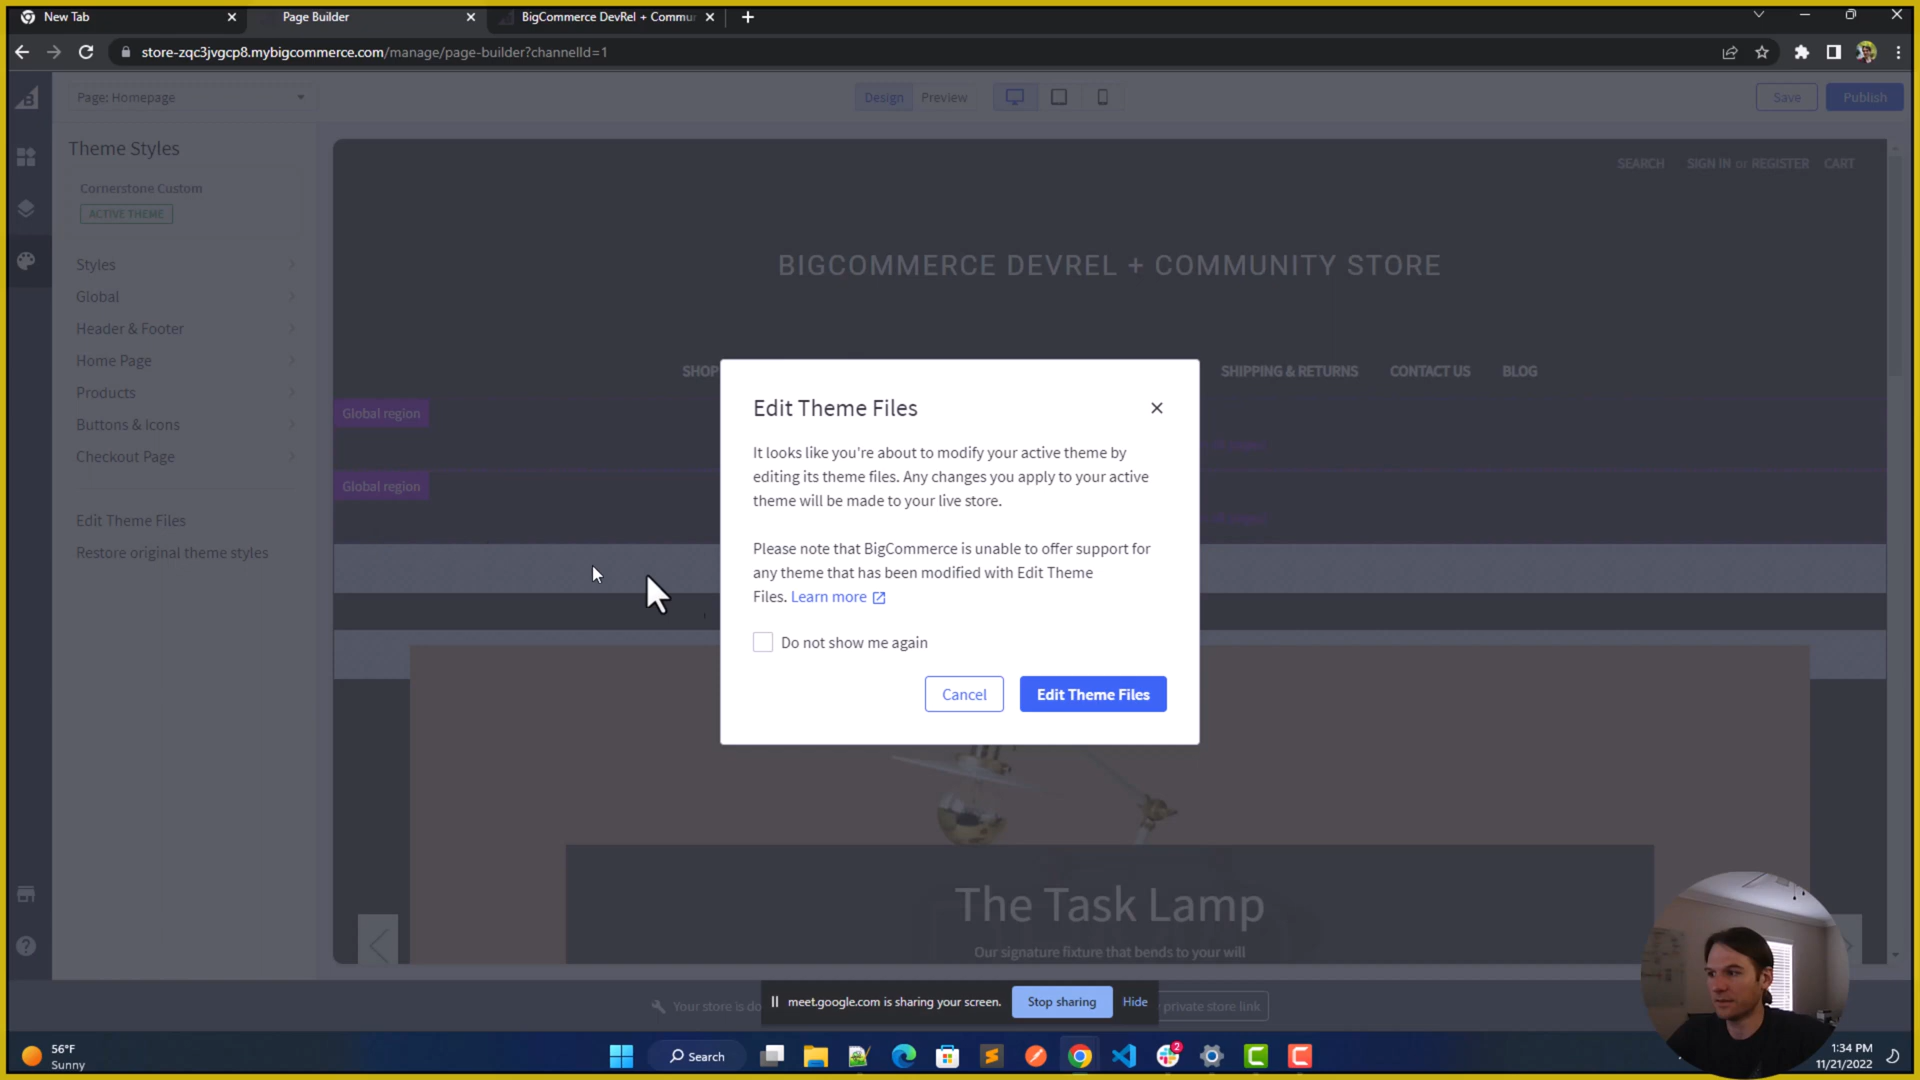 New Tab
Page Builder
BigCommerce DevRel + Commu
store-zqc3jvgcp8.mybigcommerce.com/manage/page-builder?channelId=1
Page: Homepage
Design
Preview
Save
Publish
Theme Styles
Cornerstone Custom
ACTIVE THEME
Styles
Global
Header & Footer
Home Page
Products
Buttons & Icons
Checkout Page
Edit Theme Files
Restore original theme styles
SEARCH
SIGN IN or REGISTER
CART
BIGCOMMERCE DEVREL + COMMUNITY STORE
SHOP
SHIPPING & RETURNS
CONTACT US
BLOG
Global region
Global region
Edit Theme Files
It looks like you're about to modify your active theme by
editing its theme files. Any changes you apply to your active
theme will be made to your live store.
Please note that BigCommerce is unable to offer support for
any theme that has been modified with Edit Theme
Files. Learn more
Do not show me again
Cancel
Edit Theme Files
The Task Lamp
Our signature fixture that bends to your will
Your store is do
meet.google.com is sharing your screen.
Stop sharing
Hide
private store link
56°F
Sunny
Search
2
1:34 PM
11/21/2022